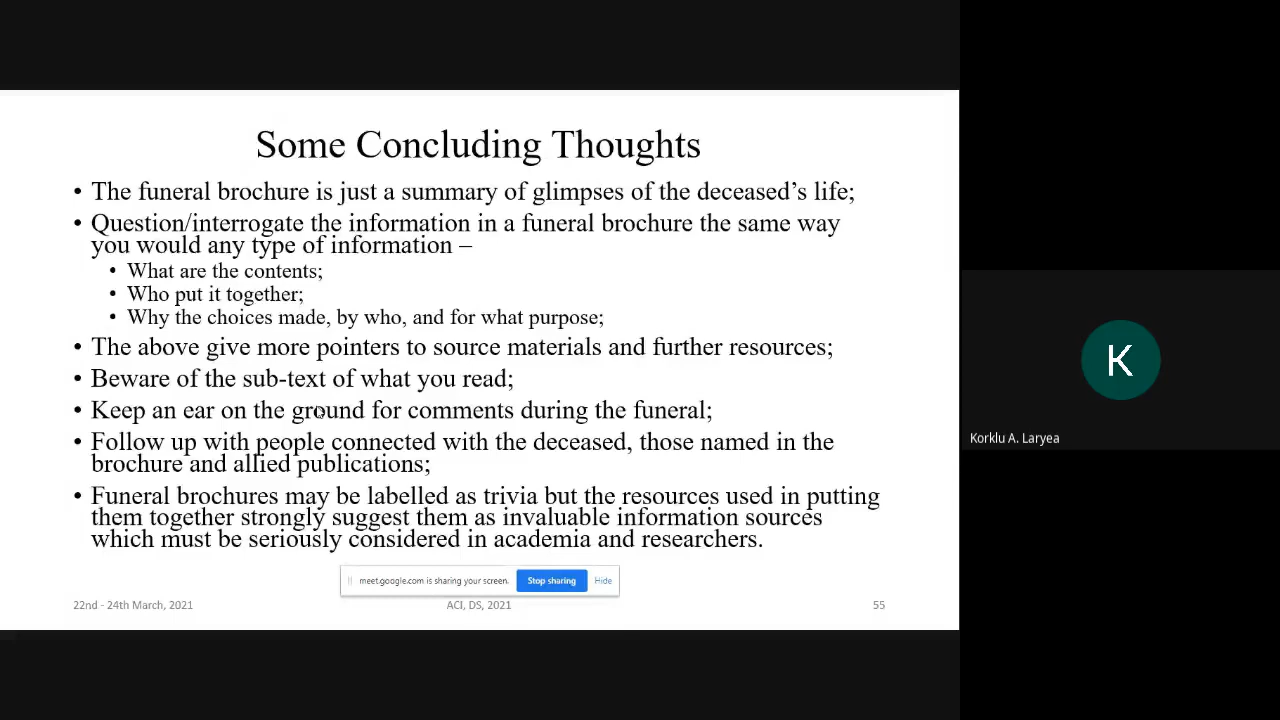 Some Concluding Thoughts
• The funeral brochure is just a summary of glimpses of the deceased’s life;
• Question/interrogate the information in a funeral brochure the same way
you would any type of information –
• What are the contents;
• Who put it together;
• Why the choices made, by who, and for what purpose;
• The above give more pointers to source materials and further resources;
• Beware of the sub-text of what you read;
• Keep an ear on the ground for comments during the funeral;
• Follow up with people connected with the deceased, those named in the
brochure and allied publications;
• Funeral brochures may be labelled as trivia but the resources used in putting
them together strongly suggest them as invaluable information sources
which must be seriously considered in academia and researchers.
meet.google.com is sharing your screen. Stop sharing Hide
22nd - 24th March, 2021 ACI, DS, 2021 55
K
Korklu A. Laryea